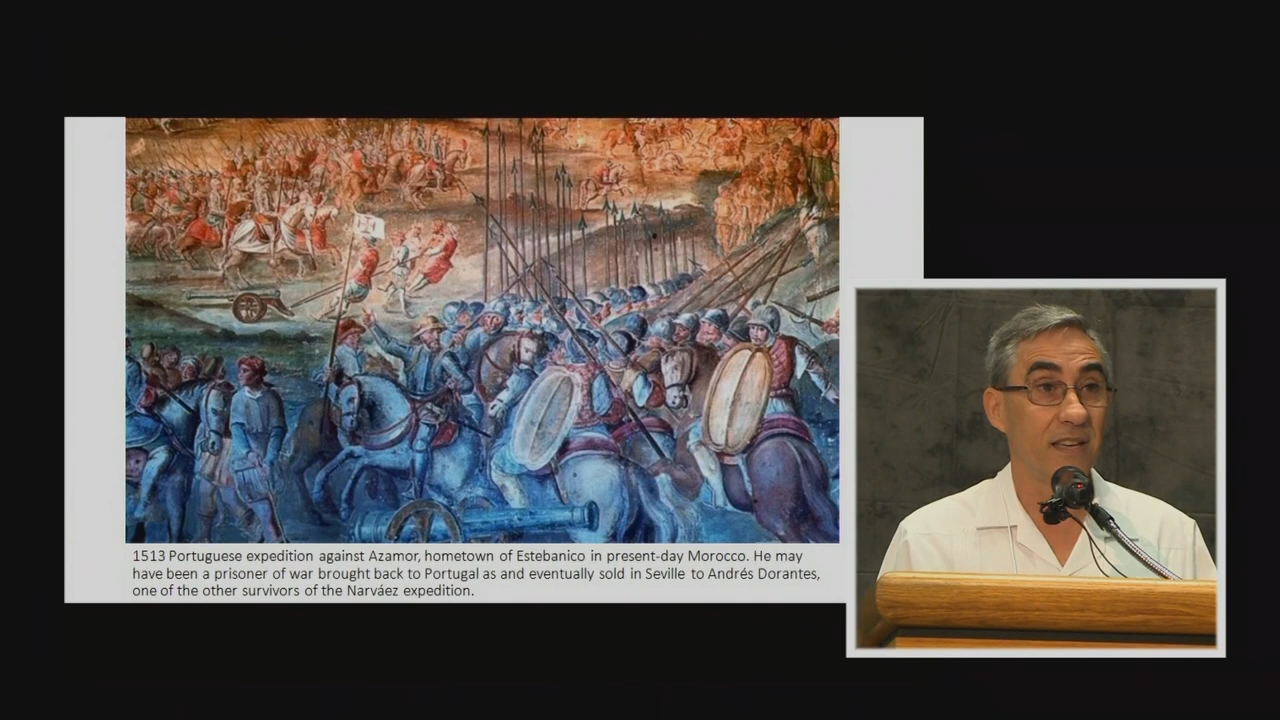 1513 Portuguese expedition against Azamor, hometown of Estebanico in present-day Morocco. He may
have been a prisoner of war brought back to Portugal as and eventually sold in Seville to Andrés Dorantes,
one of the other survivors of the Narváez expedition.